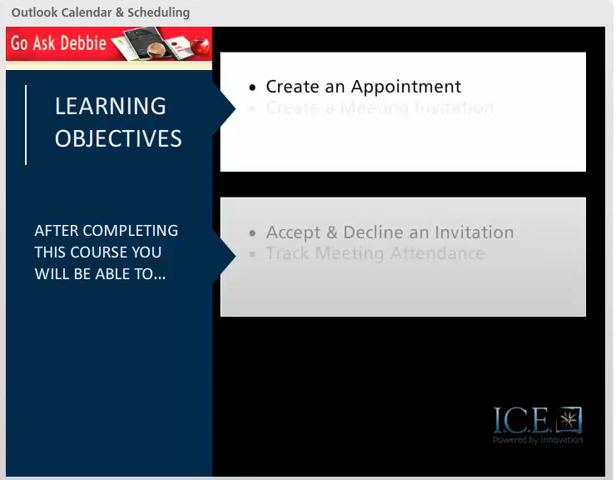 Outlook Calendar & Scheduling
Go Ask Debbie
LEARNING
OBJECTIVES
• Create an Appointment
• Create a Meeting Invitation
AFTER COMPLETING
THIS COURSE YOU
WILL BE ABLE TO...
• Accept & Decline an Invitation
• Track Meeting Attendance
I.C.E.
Powered by Innovation